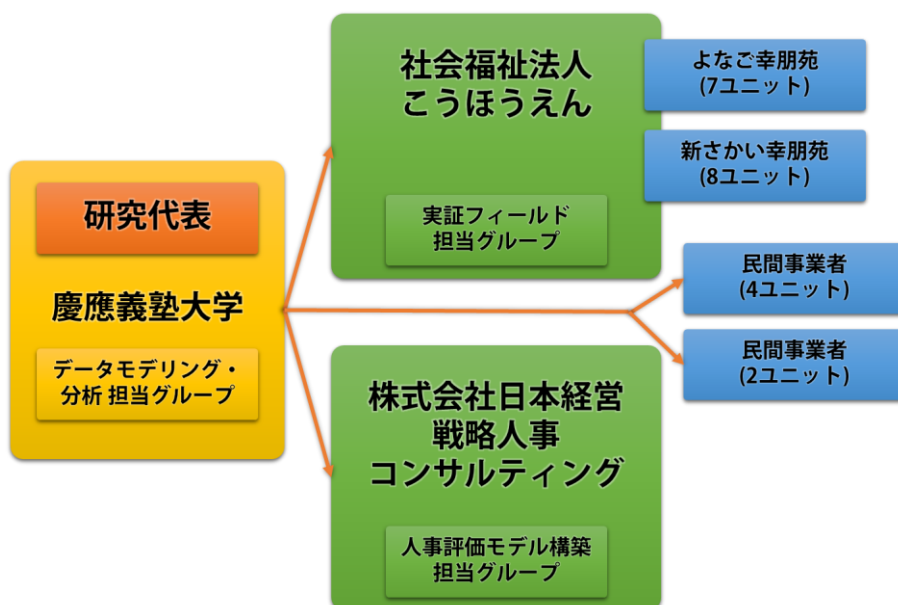 研究代表
慶應義塾大学
データモデリング・
分析 担当グループ
社会福祉法人
こうほうえん
実証フィールド
担当グループ
よなご幸朋苑
(7ユニット)
新さかい幸朋苑
(8ユニット)
民間事業者
(4ユニット)
民間事業者
(2ユニット)
株式会社日本経営
戦略人事
コンサルティング
人事評価モデル構築
担当グループ